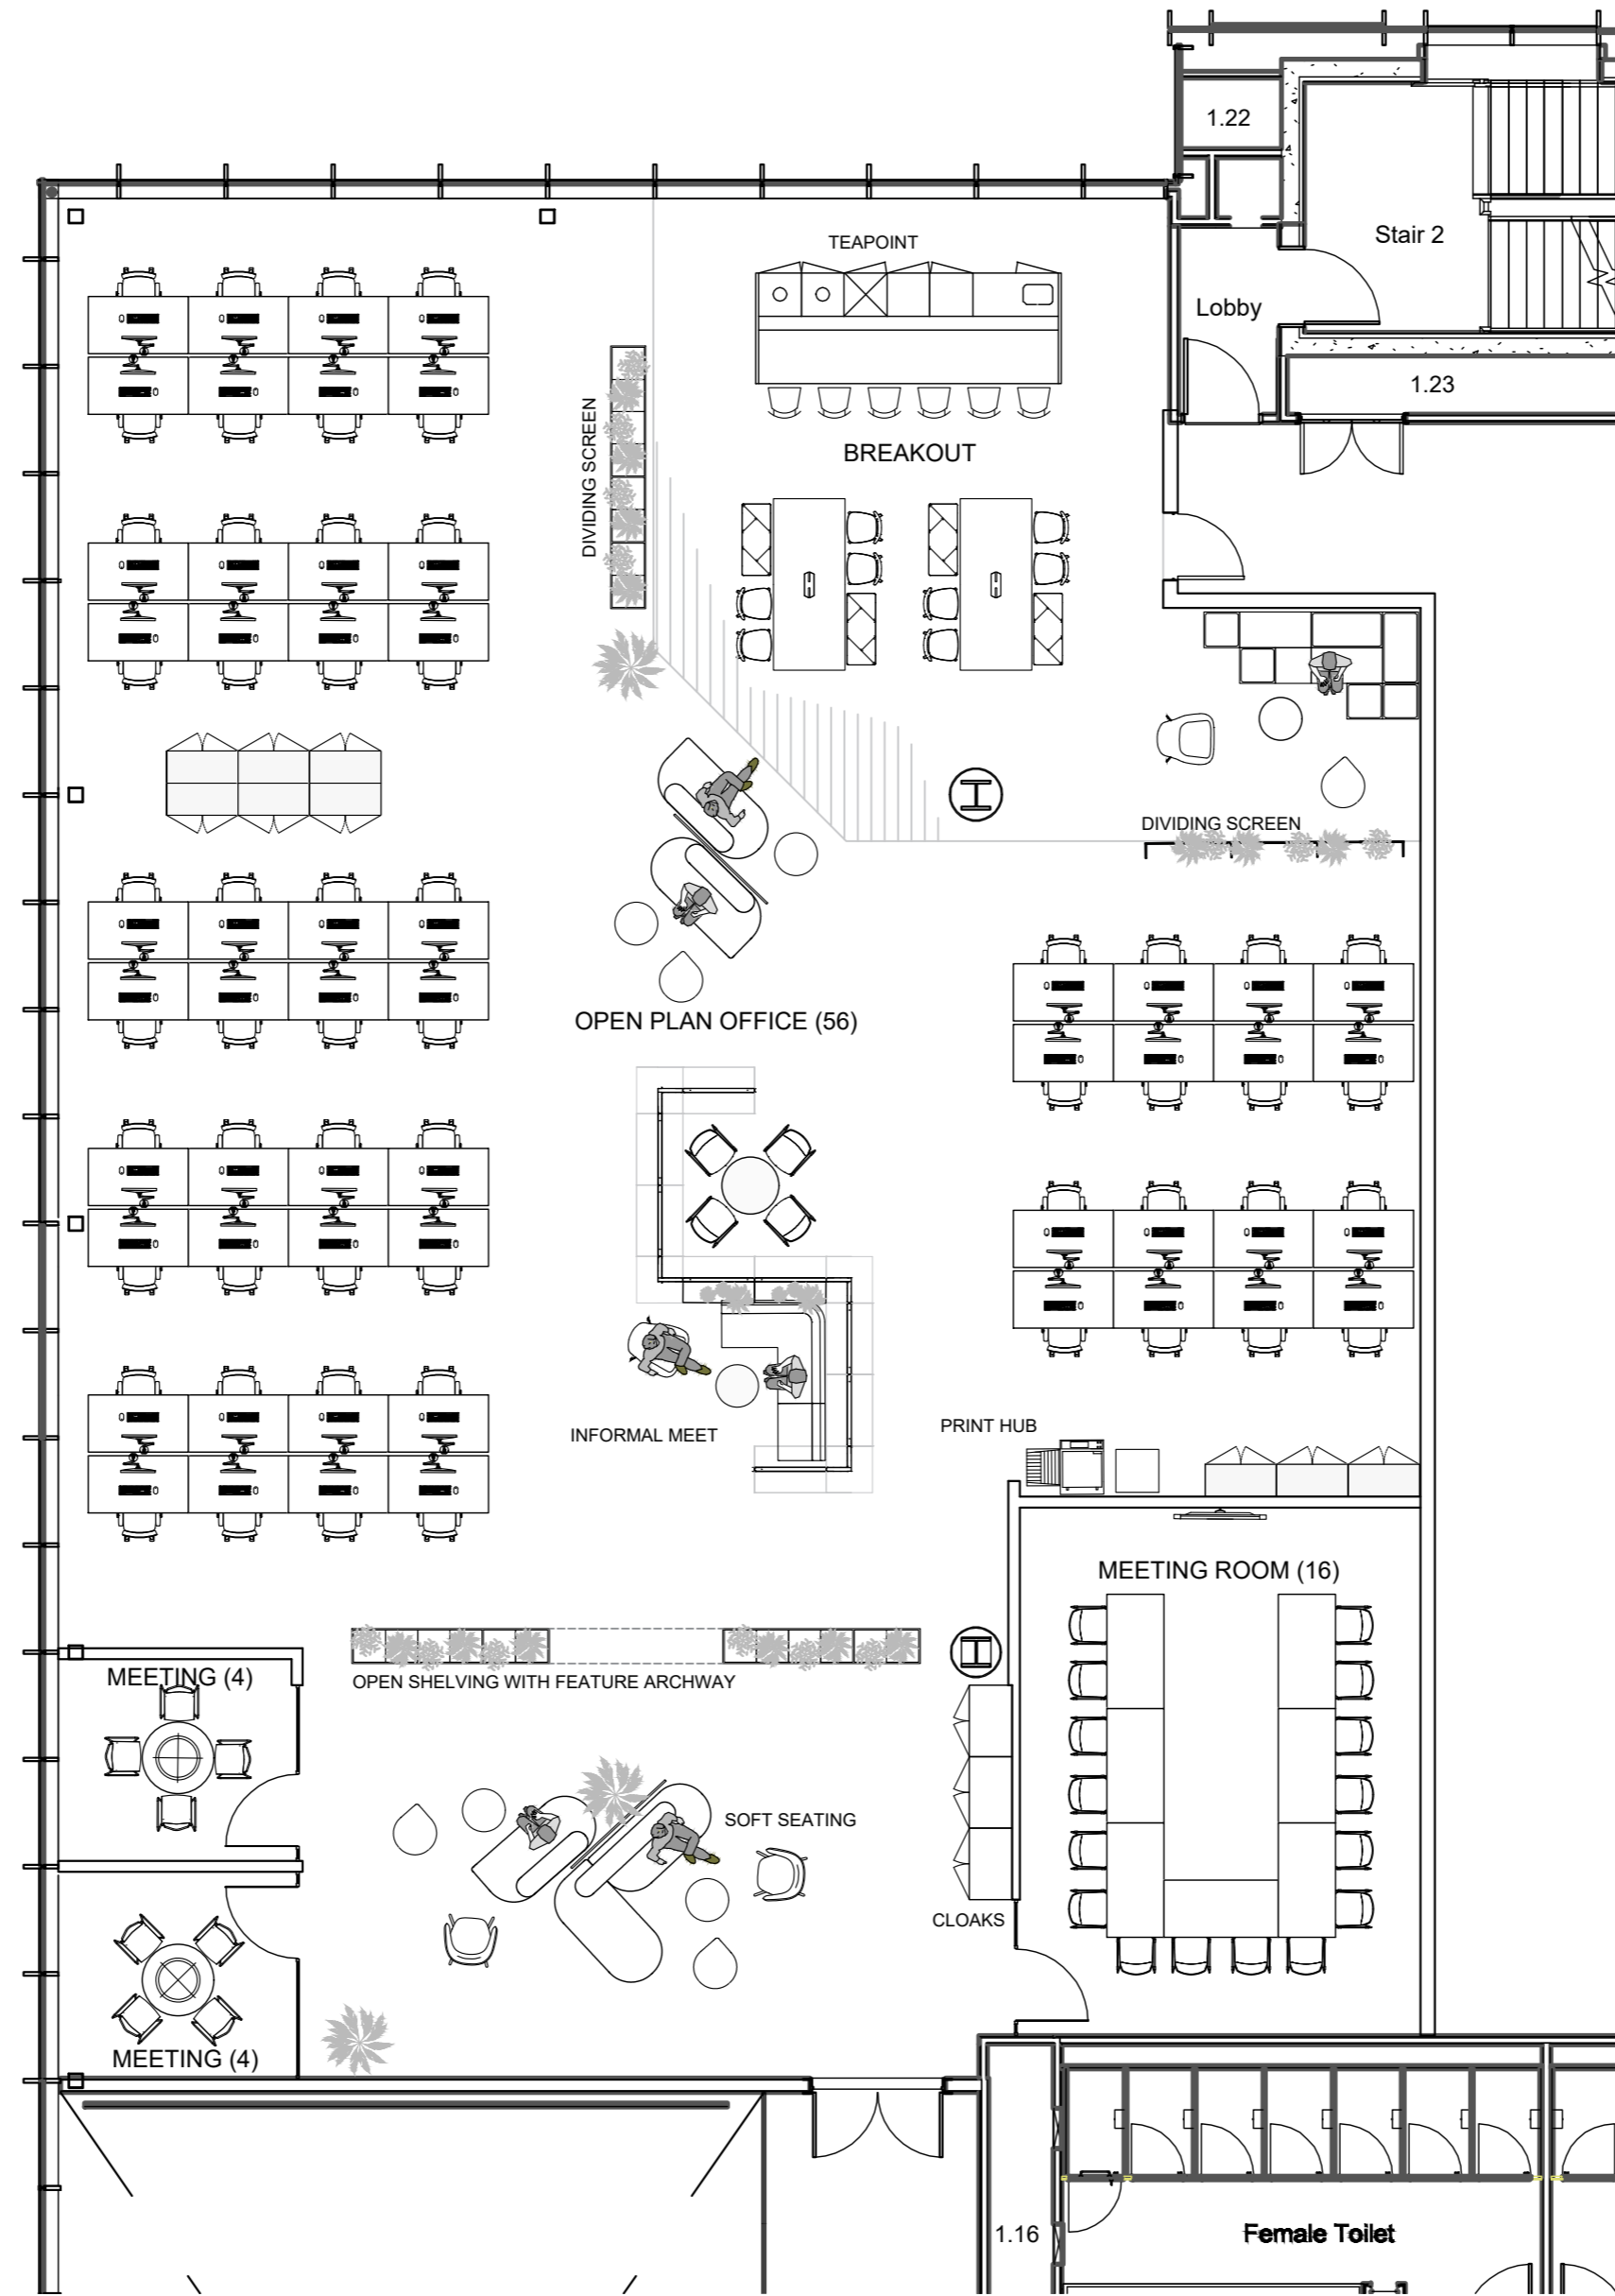 1.22
Stair 2
TEAPOINT
Lobby
1.23
DIVIDING SCREEN
BREAKOUT
DIVIDING SCREEN
OPEN PLAN OFFICE (56)
PRINT HUB
INFORMAL MEET
MEETING ROOM (16)
MEETING (4)
OPEN SHELVING WITH FEATURE ARCHWAY
SOFT SEATING
CLOAKS
MEETING (4)
1.16
Female Toilet